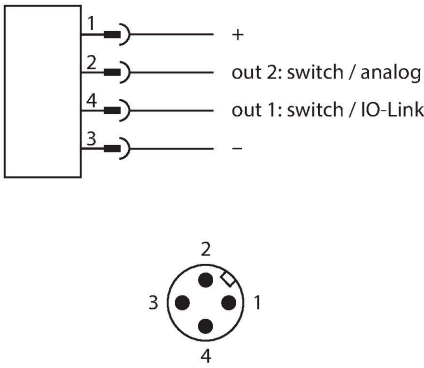 1 +
2 out 2: switch / analog
4 out 1: switch / IO-Link
3 –
2
3 1
4